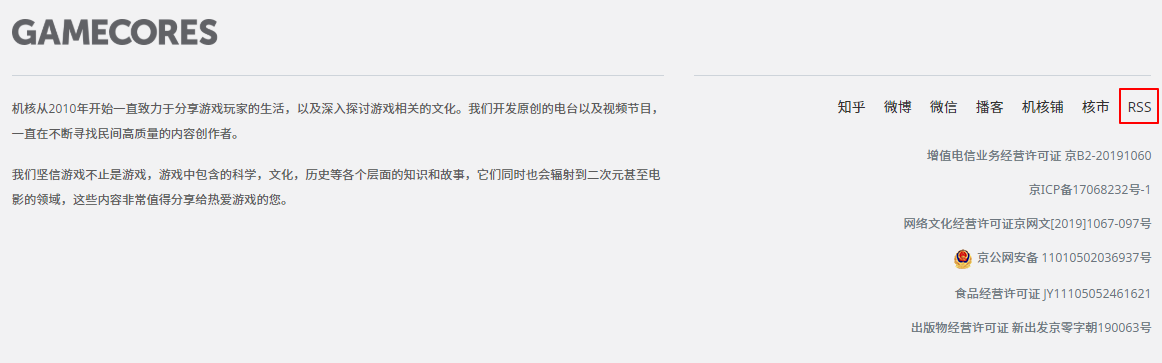 GAMECORES
机核从2010年开始一直致力于分享游戏玩家的生活，以及深入探讨游戏相关的文化。我们开发原创的电台以及视频节目，
一直在不断寻找民间高质量的内容创作者。
我们坚信游戏不止是游戏，游戏中包含的科学，文化，历史等各个层面的知识和故事，它们同时也会辐射到二次元甚至电
影的领域，这些内容非常值得分享给热爱游戏的您。
知乎 微博 微信 播客 机核铺 核市 RSS
增值电信业务经营许可证 京B2-20191060
京ICP备17068232号-1
网络文化经营许可证京网文[2019]1067-097号
京公网安备 11010502036937号
食品经营许可证 JY11105052461621
出版物经营许可证 新出发京零字朝190063号